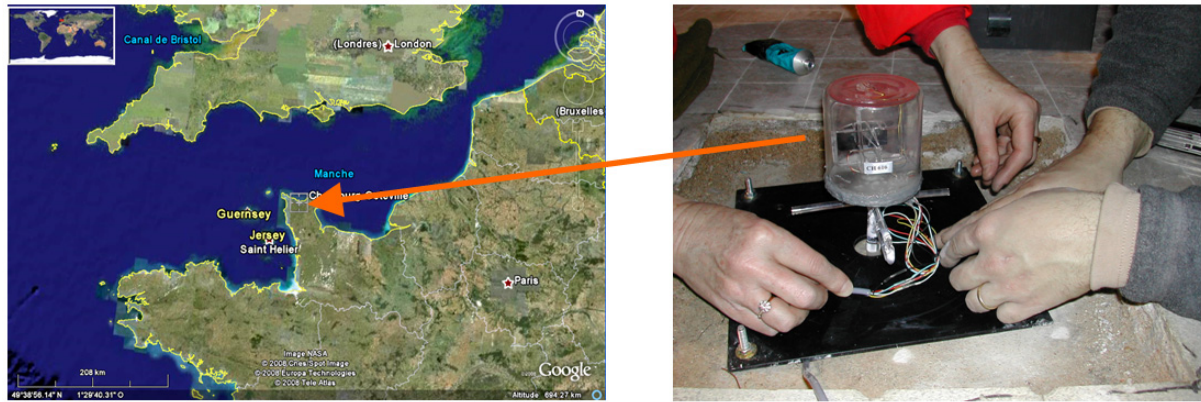 Canal de Bristol
(Londres) London
(Bruxelles
Manche
Guernsey
Jersey
Saint Helier
Paris
Image NASA
© 2008 Cnes/Spot Image
© 2008 Europa Technologies
© 2008 Tele Atlas
Google
208 km
49°38'56.14" N 1°29'40.31" O
Altitude 694.27 km